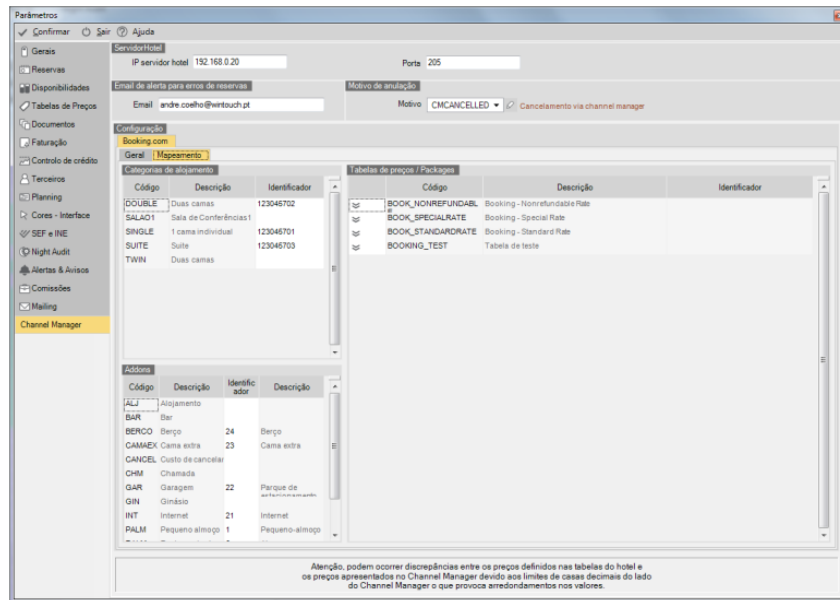 Parâmetros
Confirmar Sair Ajuda
Gerais
Reservas
Disponibilidades
Tabelas de Preços
Documentos
Faturação
Controlo de crédito
Terceiros
Planning
Cores - Interface
SEF e INE
Night Audit
Alertas & Avisos
Comissões
Mailing
Channel Manager
ServidorHotel
IP servidor hotel 192.168.0.20 Porta 205
Email de alerta para erros de reservas Motivo de anulação
Email andre.coelho@wintouch.pt Motivo CMCANCELLED Cancelamento via channel manager
Configuração
Booking.com
Geral Mapeamento
Categorias de alojamento
Código Descrição Identificador
DOUBLE Duas camas 123046702
SALAO1 Sala de Conferências1
SINGLE 1 cama individual 123046701
SUITE Suite 123046703
TWIN Duas camas
Tabelas de preços / Packages
Código Descrição Identificador
BOOK_NONREFUNDABL Booking - Nonrefundable Rate
BOOK_SPECIALRATE Booking - Special Rate
BOOK_STANDARDRATE Booking - Standard Rate
BOOKING_TEST Tabela de teste
Addons
Código Descrição Identific Descrição
ador
ALJ Alojamento
BAR Bar
BERCO Berço 24 Berço
CAMAEX Cama extra 23 Cama extra
CANCEL Custo de cancelar
CHM Chamada
GAR Garagem 22 Parque de
estacionamento
GIN Ginásio
INT Internet 21 Internet
PALM Pequeno almoço 1 Pequeno-almoço
Atenção, podem ocorrer discrepâncias entre os preços definidos nas tabelas do hotel e
os preços apresentados no Channel Manager devido aos limites de casas decimais do lado
do Channel Manager o que provoca arredondamentos nos valores.